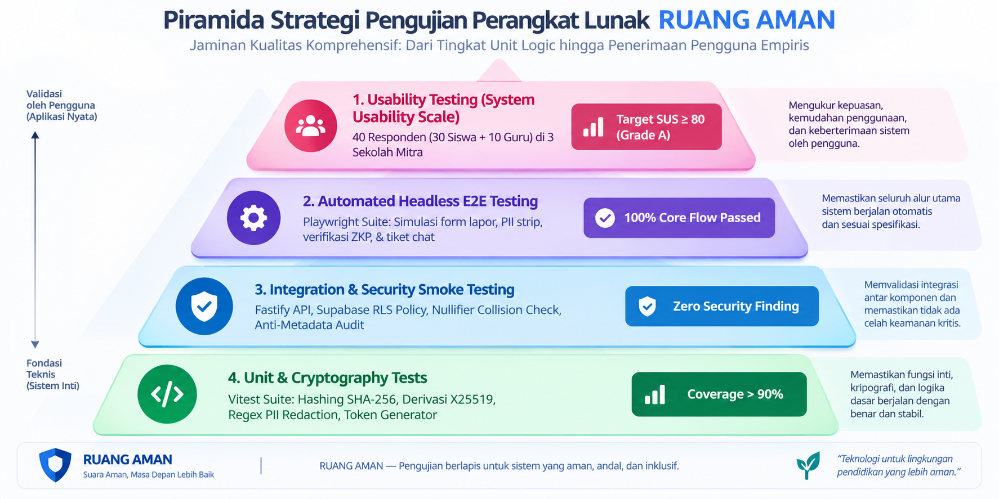 Piramida Strategi Pengujian Perangkat Lunak RUANG AMAN
Jaminan Kualitas Komprehensif: Dari Tingkat Unit Logic hingga Penerimaan Pengguna Empiris
Validasi
oleh Pengguna
(Aplikasi Nyata)
Fondasi
Teknis
(Sistem Inti)
1. Usability Testing (System
Usability Scale)
40 Responden (30 Siswa + 10 Guru) di 3
Sekolah Mitra
Target SUS ≥ 80
(Grade A)
Mengukur kepuasan,
kemudahan penggunaan,
dan keberterimaan sistem
oleh pengguna.
2. Automated Headless E2E Testing
Playwright Suite: Simulasi form lapor, PII strip,
verifikasi ZKP, & tiket chat
100% Core Flow Passed
Memastikan seluruh alur utama
sistem berjalan otomatis
dan sesuai spesifikasi.
3. Integration & Security Smoke Testing
Fastify API, Supabase RLS Policy, Nullifier Collision Check,
Anti-Metadata Audit
Zero Security Finding
Memvalidasi integrasi
antar komponen dan
memastikan tidak ada
celah keamanan kritis.
4. Unit & Cryptography Tests
Vitest Suite: Hashing SHA-256, Derivasi X25519,
Regex PII Redaction, Token Generator
Coverage > 90%
Memastikan fungsi inti,
kripografi, dan logika
dasar berjalan dengan
benar dan stabil.
RUANG AMAN
Suara Aman, Masa Depan Lebih Baik
RUANG AMAN — Pengujian berlapis untuk sistem yang aman, andal, dan inklusif.
“Teknologi untuk lingkungan
pendidikan yang lebih aman.”